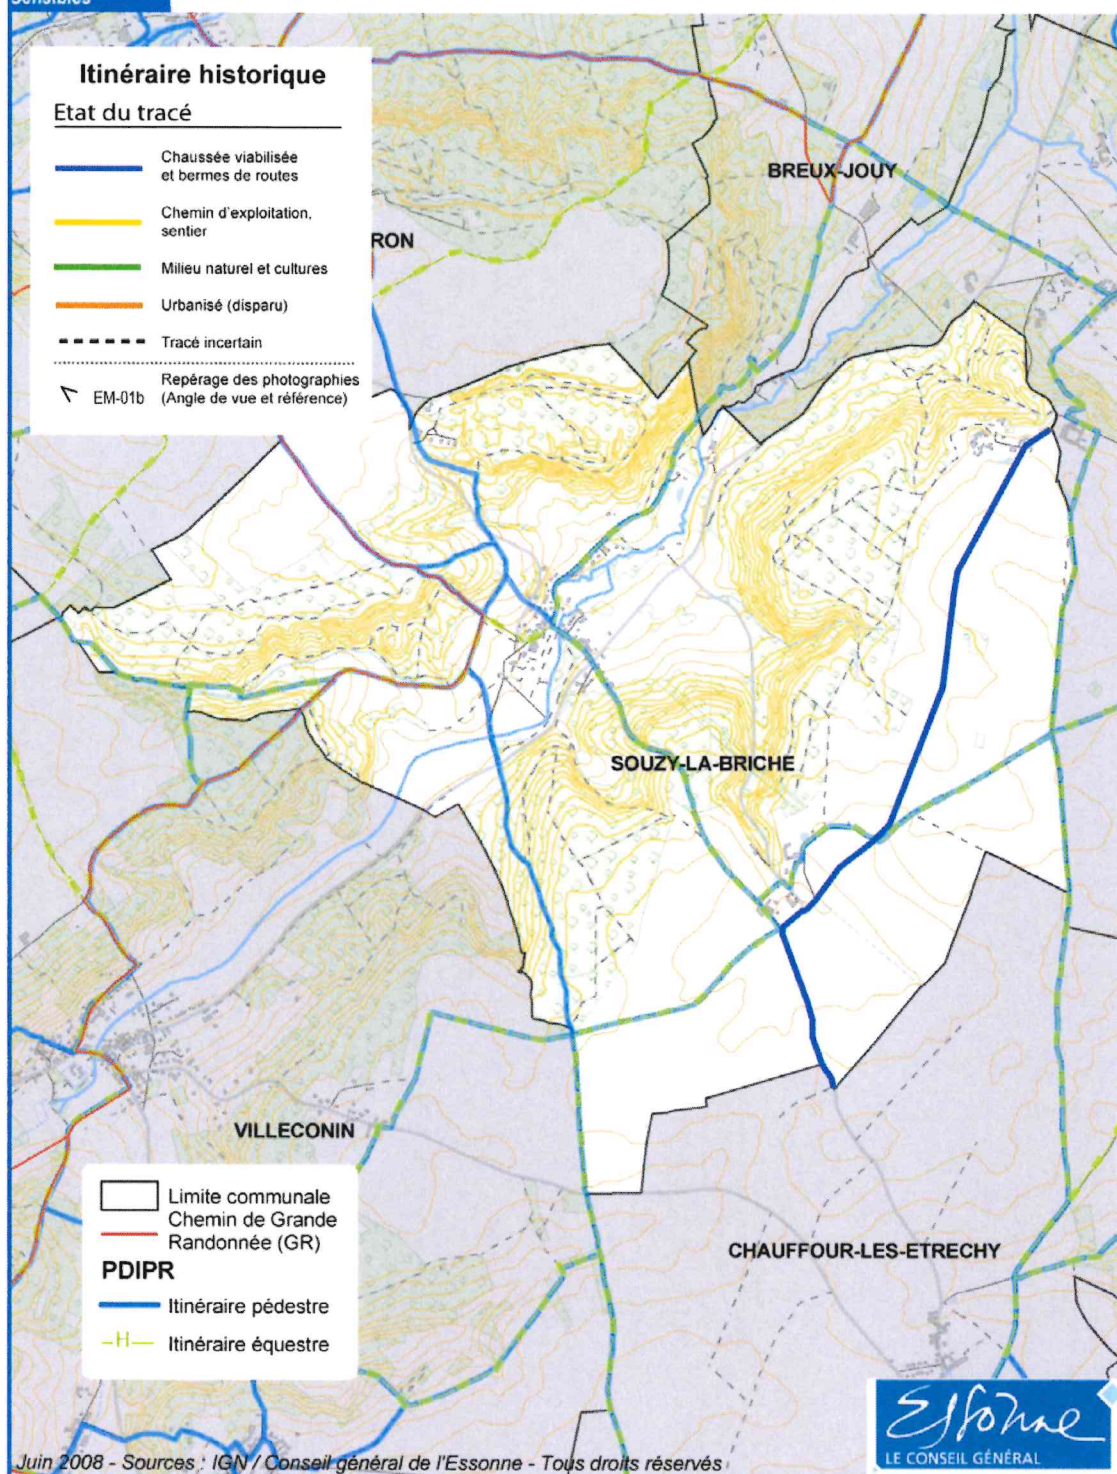 Sensibles
Itinéraire historique
Etat du tracé
Chaussée viabilisée
et bermes de routes
Chemin d'exploitation,
sentier
Milieu naturel et cultures
Urbanisé (disparu)
Tracé incertain
EM-01b
Repérage des photographies
(Angle de vue et référence)
RON
BREUX-JOUY
SOUZY-LA-BRICHE
VILLECONIN
CHAUFFOUR-LES-ETRECHY
Limite communale
Chemin de Grande
Randonnée (GR)
PDIPR
Itinéraire pédestre
H
Itinéraire équestre
Essonne
LE CONSEIL GÉNÉRAL
Juin 2008 - Sources : IGN / Conseil général de l'Essonne - Tous droits réservés